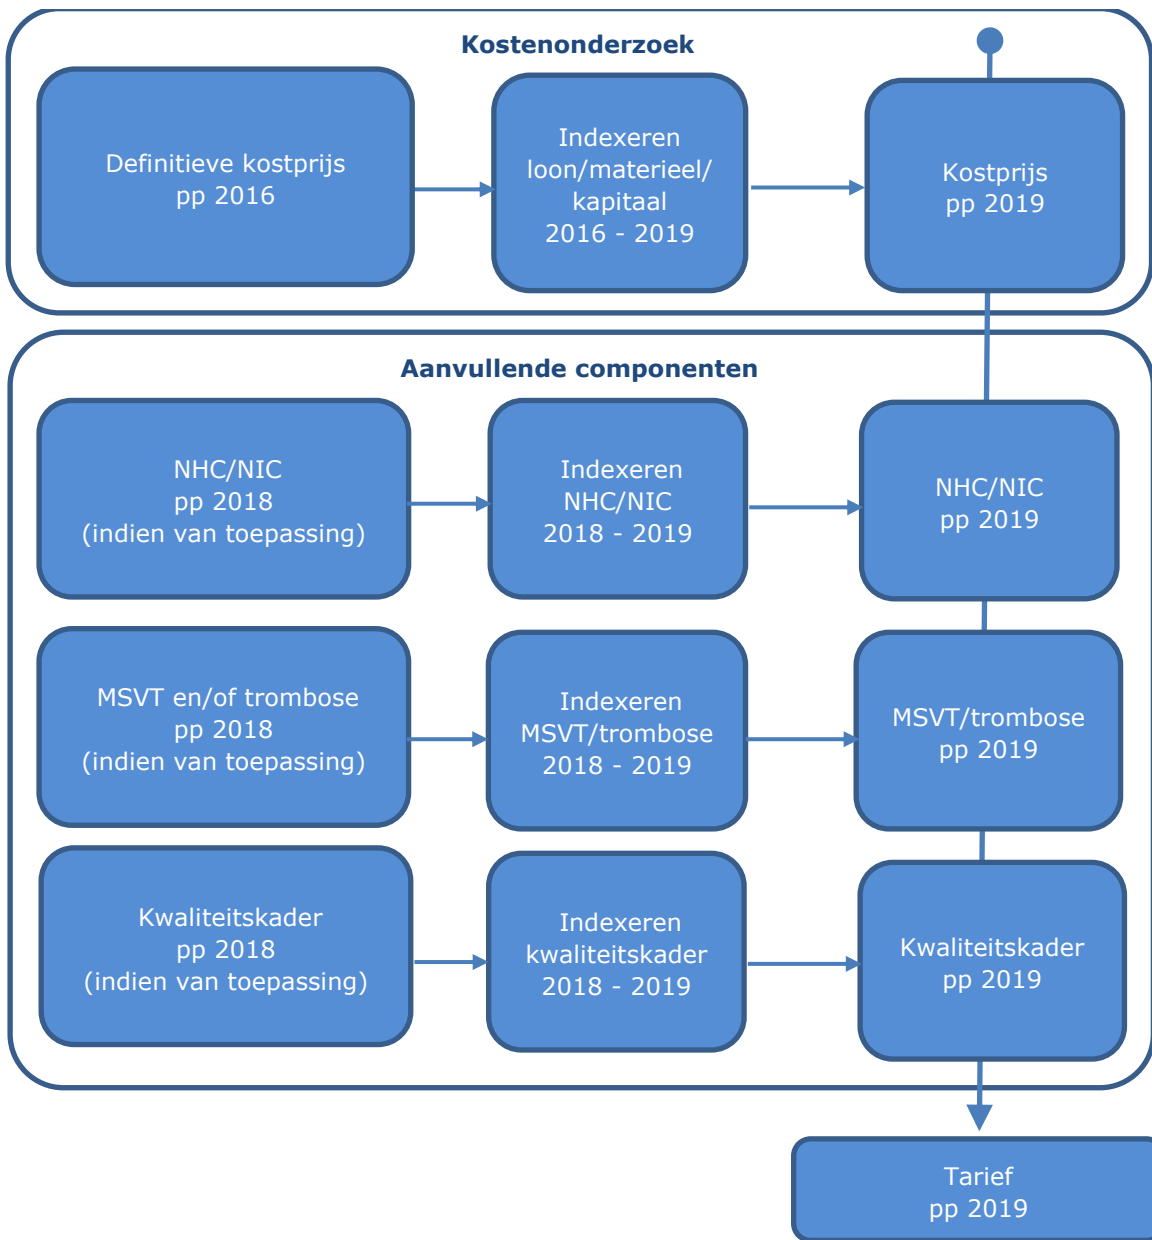 Kostenonderzoek
Definitieve kostprijs
pp 2016
Indexeren
loon/materieel/
kapitaal
2016 - 2019
Kostprijs
pp 2019
Aanvullende componenten
NHC/NIC
pp 2018
(indien van toepassing)
Indexeren
NHC/NIC
2018 - 2019
NHC/NIC
pp 2019
MSVT en/of trombose
pp 2018
(indien van toepassing)
Indexeren
MSVT/trombose
2018 - 2019
MSVT/trombose
pp 2019
Kwaliteitskader
pp 2018
(indien van toepassing)
Indexeren
kwaliteitskader
2018 - 2019
Kwaliteitskader
pp 2019
Tarief
pp 2019